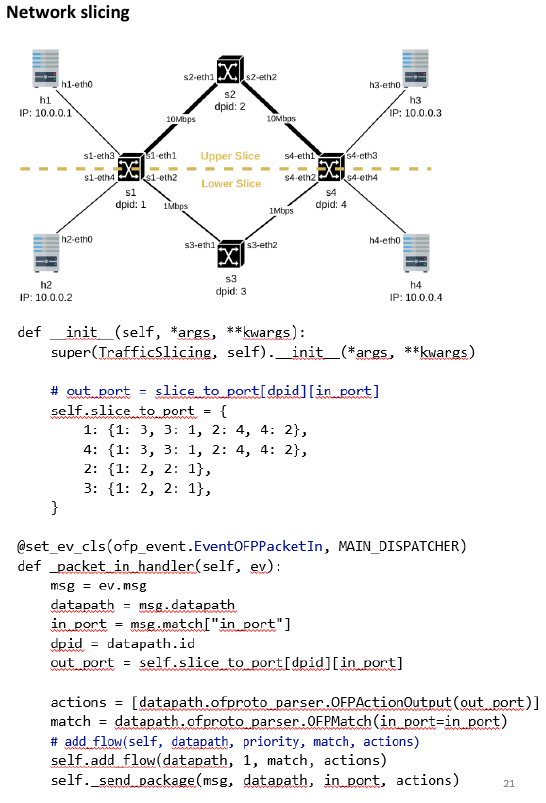 Network slicing
h1-eth0
h1
IP: 10.0.0.1
s2-eth1
s2-eth2
s2
dpid: 2
h3-eth0
h3
IP: 10.0.0.3
10Mbps
10Mbps
s1-eth3
s1-eth1
Upper Slice
s4-eth1
s4-eth3
s1-eth4
s1-eth2
Lower Slice
s4-eth2
s4-eth4
s1
dpid: 1
s4
dpid: 4
1Mbps
1Mbps
h2-eth0
h2
IP: 10.0.0.2
s3-eth1
s3-eth2
s3
dpid: 3
h4-eth0
h4
IP: 10.0.0.4
def __init__(self, *args, **kwargs):
    super(TrafficSlicing, self).__init__(*args, **kwargs)
    # out_port = slice_to_port[dpid][in_port]
    self.slice_to_port = {
        1: {1: 3, 3: 1, 2: 4, 4: 2},
        4: {1: 3, 3: 1, 2: 4, 4: 2},
        2: {1: 2, 2: 1},
        3: {1: 2, 2: 1},
    }
@set_ev_cls(ofp_event.EventOFPPacketIn, MAIN_DISPATCHER)
def _packet_in_handler(self, ev):
    msg = ev.msg
    datapath = msg.datapath
    in_port = msg.match["in_port"]
    dpid = datapath.id
    out_port = self.slice_to_port[dpid][in_port]
    actions = [datapath.ofproto_parser.OFPActionOutput(out_port)]
    match = datapath.ofproto_parser.OFPMatch(in_port=in_port)
    # add_flow(self, datapath, priority, match, actions)
    self.add_flow(datapath, 1, match, actions)
    self._send_package(msg, datapath, in_port, actions)
21